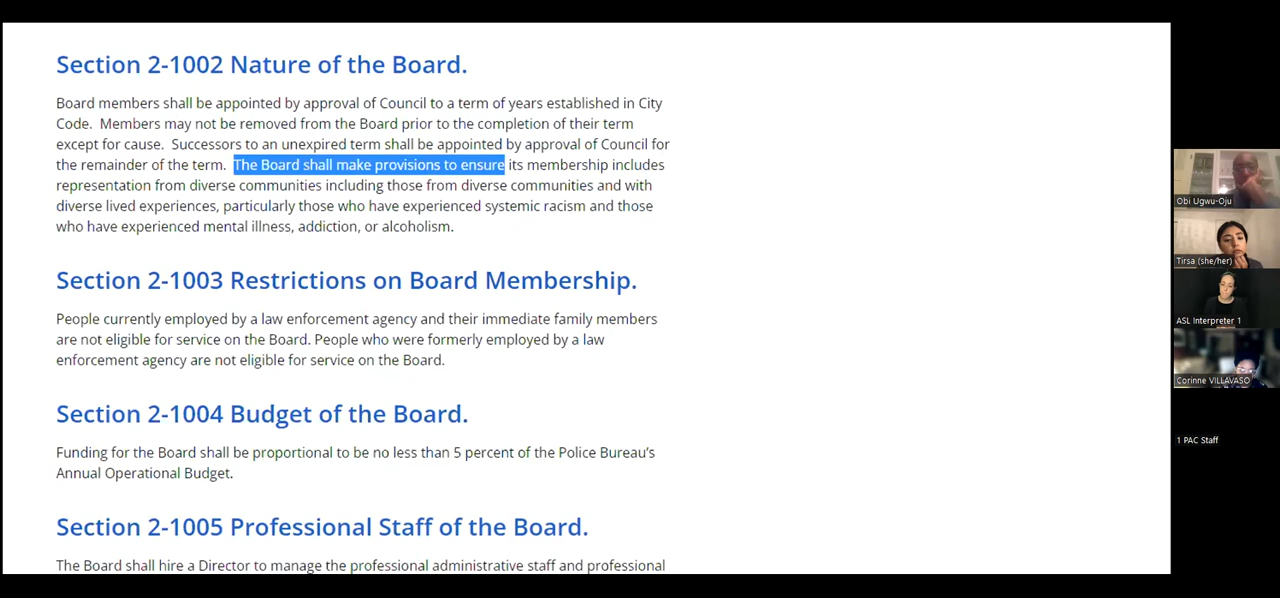 Section 2-1002 Nature of the Board.
Board members shall be appointed by approval of Council to a term of years established in City
Code.  Members may not be removed from the Board prior to the completion of their term
except for cause.  Successors to an unexpired term shall be appointed by approval of Council for
the remainder of the term.  The Board shall make provisions to ensure its membership includes
representation from diverse communities including those from diverse communities and with
diverse lived experiences, particularly those who have experienced systemic racism and those
who have experienced mental illness, addiction, or alcoholism.
Section 2-1003 Restrictions on Board Membership.
People currently employed by a law enforcement agency and their immediate family members
are not eligible for service on the Board. People who were formerly employed by a law
enforcement agency are not eligible for service on the Board.
Section 2-1004 Budget of the Board.
Funding for the Board shall be proportional to be no less than 5 percent of the Police Bureau's
Annual Operational Budget.
Section 2-1005 Professional Staff of the Board.
The Board shall hire a Director to manage the professional administrative staff and professional
Obi Ugwu-Oju
Tirsa (she/her)
ASL Interpreter 1
Corinne VILLAVASO
1 PAC Staff